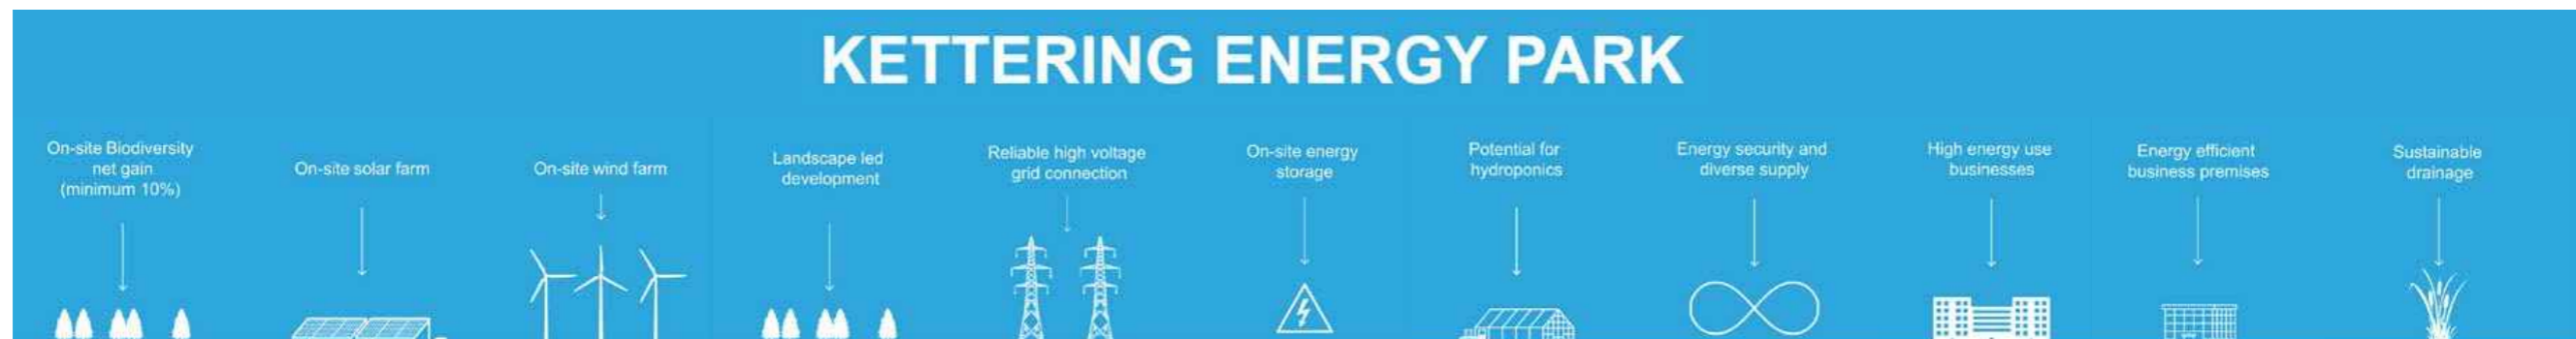 KETTERING ENERGY PARK
On-site Biodiversity
net gain
(minimum 10%)
On-site solar farm
On-site wind farm
Landscape led
development
Reliable high voltage
grid connection
On-site energy
storage
Potential for
hydroponics
Energy security and
diverse supply
High energy use
businesses
Energy efficient
business premises
Sustainable
drainage